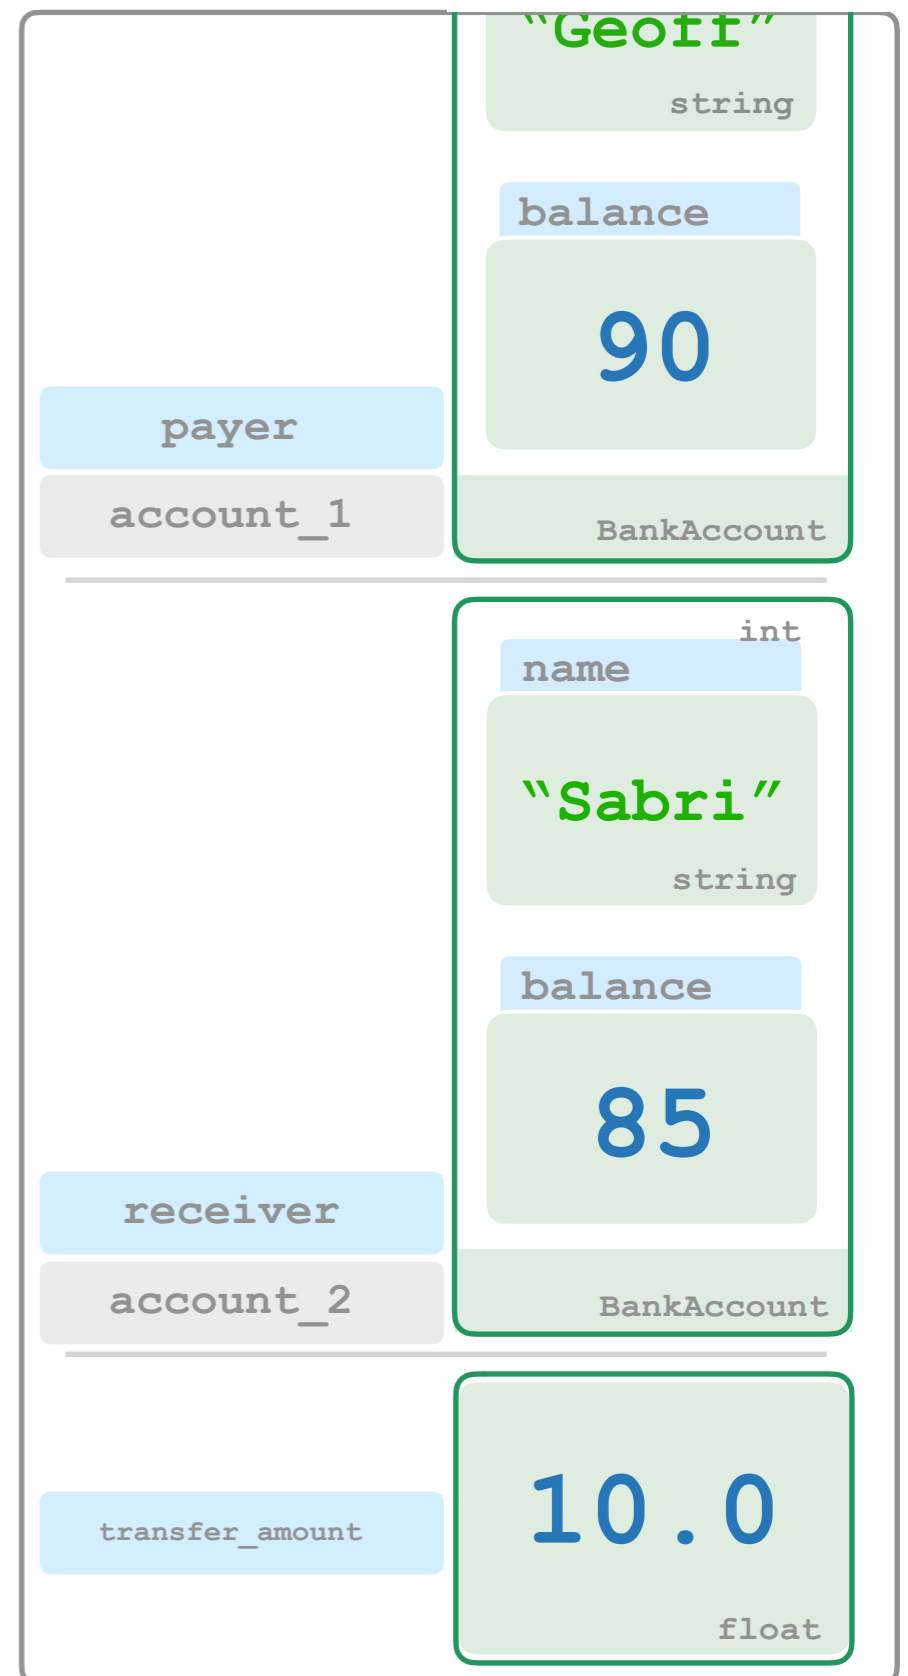 “Geoff”
string
balance
90
payer
account_1
BankAccount
int
name
“Sabri”
string
balance
85
receiver
account_2
BankAccount
10.0
transfer_amount
float